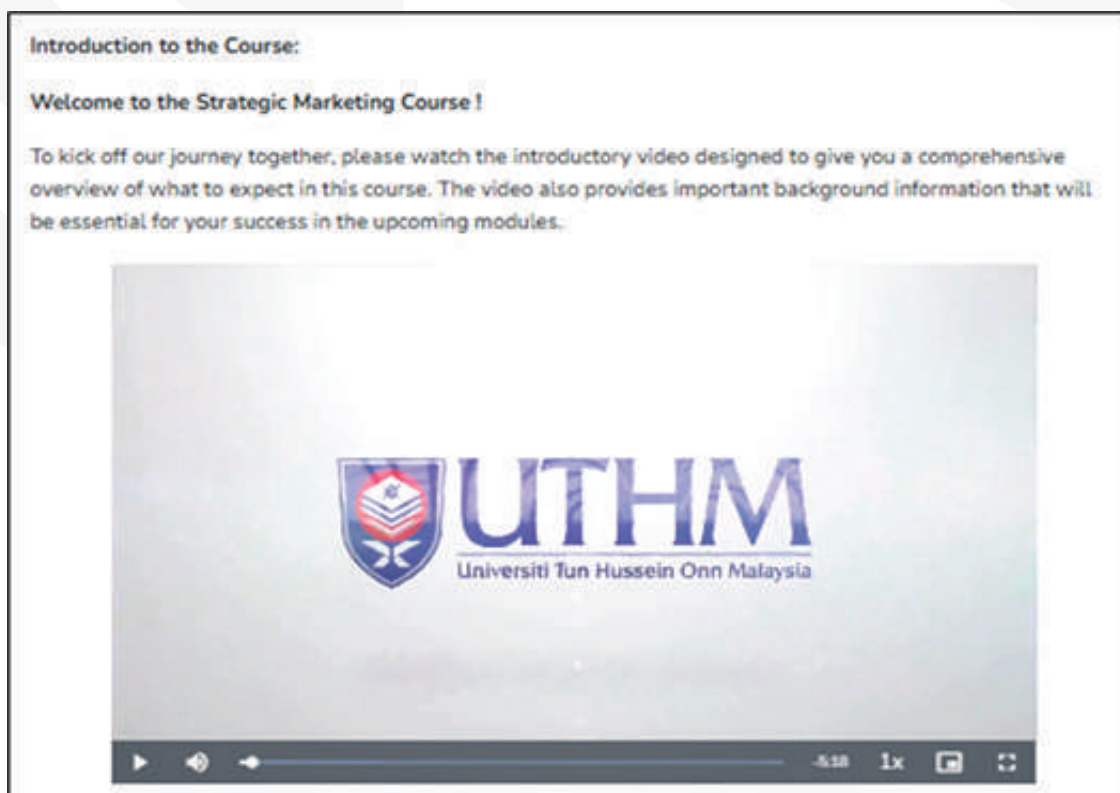 Introduction to the Course:
Welcome to the Strategic Marketing Course !
To kick off our journey together, please watch the introductory video designed to give you a comprehensive
overview of what to expect in this course. The video also provides important background information that will
be essential for your success in the upcoming modules.
UTHM
Universiti Tun Hussein Onn Malaysia
-5:18 1x